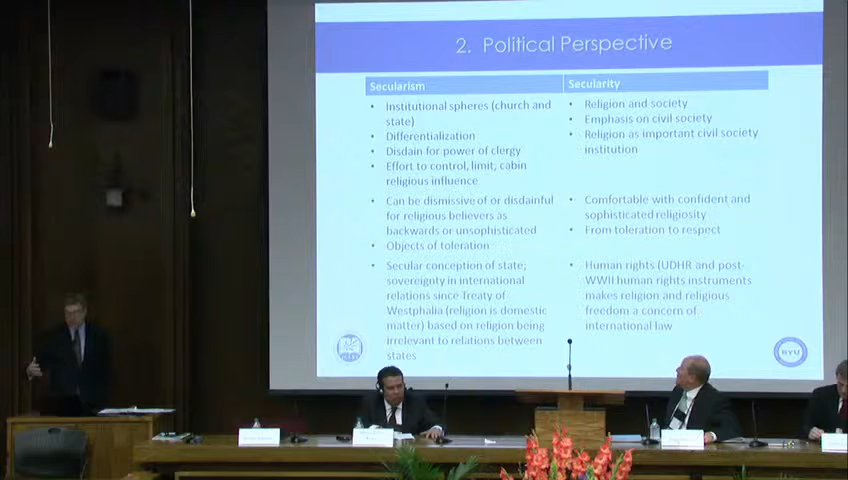 2. Political Perspective
Secularism
Secularity
• Institutional spheres (church and
state)
• Differentialization
• Disdain for power of clergy
• Effort to control, limit, cabin
religious influence
• Religion and society
• Emphasis on civil society
• Religion as important civil society
institution
• Can be dismissive of or disdainful
for religious believers as
backwards or unsophisticated
• Objects of toleration
• Comfortable with confident and
sophisticated religiosity
• From toleration to respect
• Secular conception of state;
sovereignty in international
relations since Treaty of
Westphalia (religion is domestic
matter) based on religion being
irrelevant to relations between
states
• Human rights (UDHR and post-
WWII human rights instruments
makes religion and religious
freedom a concern of
international law
BYU